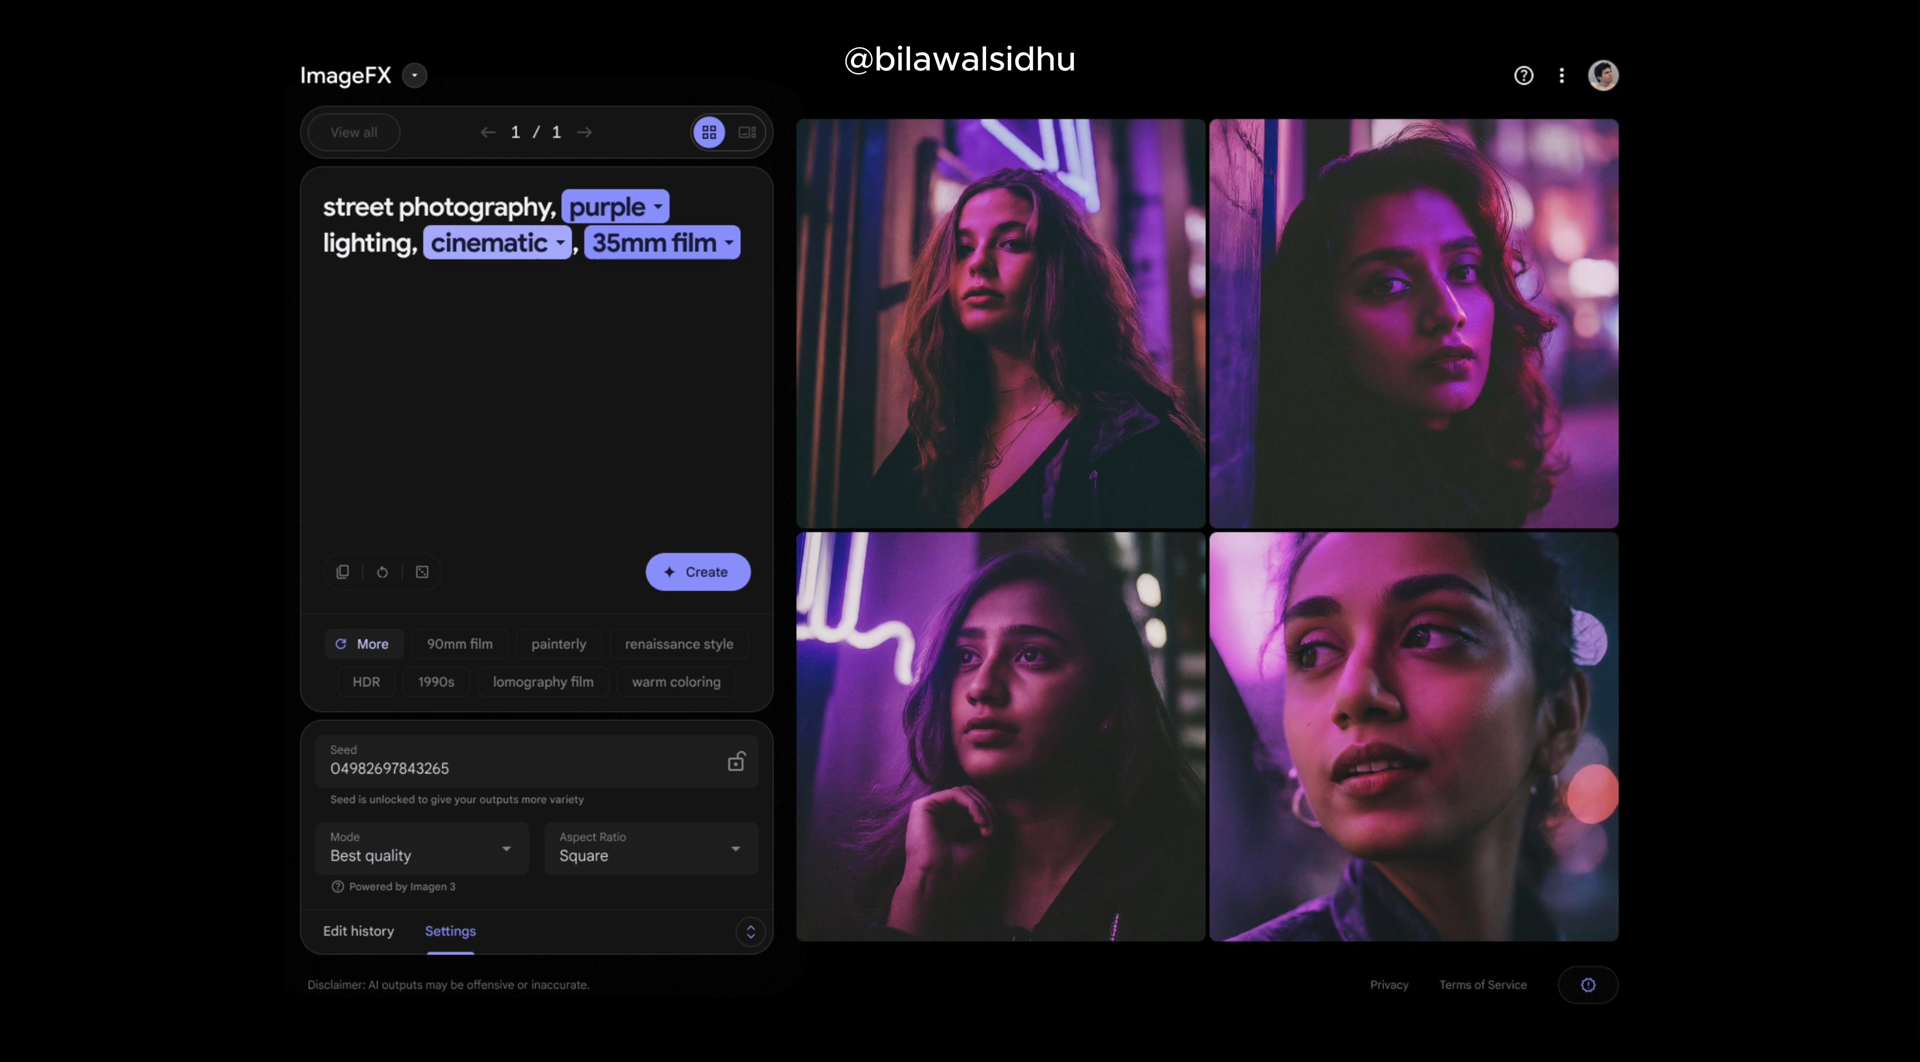 @bilawalsidhu
ImageFX
View all
1 / 1
street photography, purple
lighting, cinematic , 35mm film
Create
More
90mm film
painterly
renaissance style
HDR
1990s
lomography film
warm coloring
Seed
04982697843265
Seed is unlocked to give your outputs more variety
Mode
Best quality
Aspect Ratio
Square
Powered by Imagen 3
Edit history
Settings
Disclaimer: AI outputs may be offensive or inaccurate.
Privacy
Terms of Service